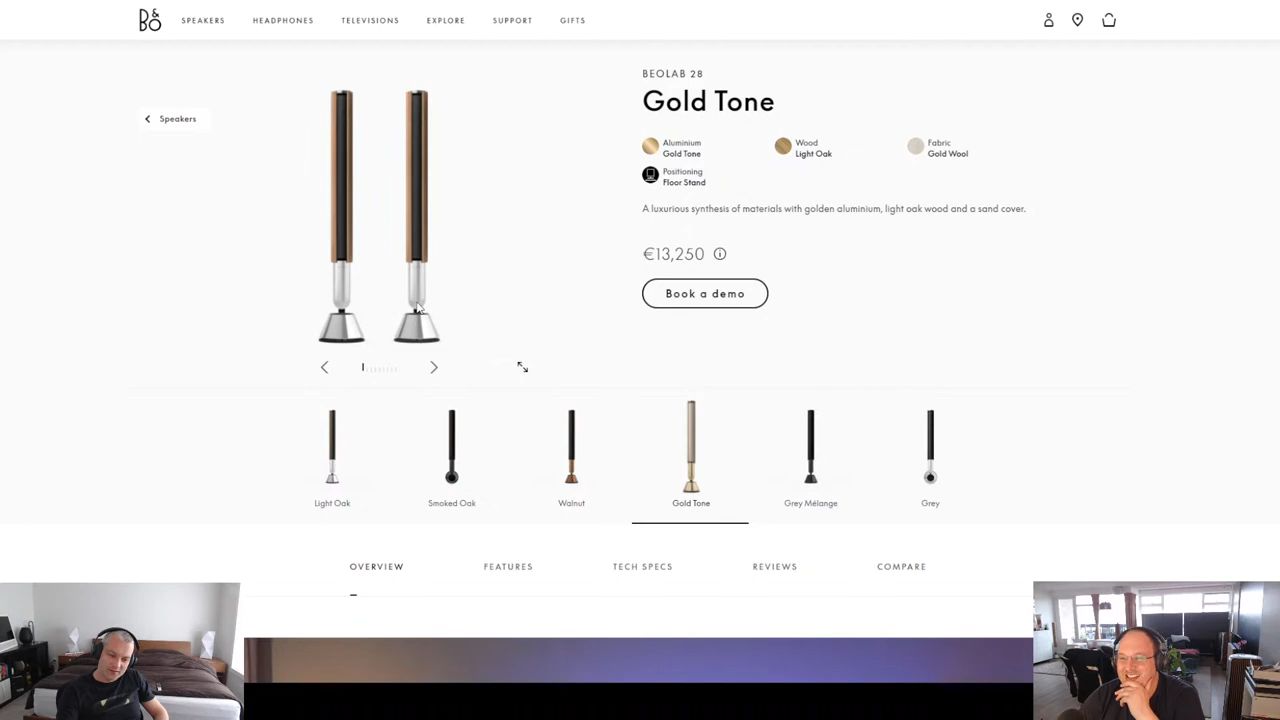 B&O
SPEAKERS
HEADPHONES
TELEVISIONS
EXPLORE
SUPPORT
GIFTS
Speakers
BEOLAB 28
Gold Tone
Aluminium
Gold Tone
Wood
Light Oak
Fabric
Gold Wool
Positioning
Floor Stand
A luxurious synthesis of materials with golden aluminium, light oak wood and a sand cover.
€13,250
Book a demo
Light Oak
Smoked Oak
Walnut
Gold Tone
Grey Mélange
Grey
OVERVIEW
FEATURES
TECH SPECS
REVIEWS
COMPARE